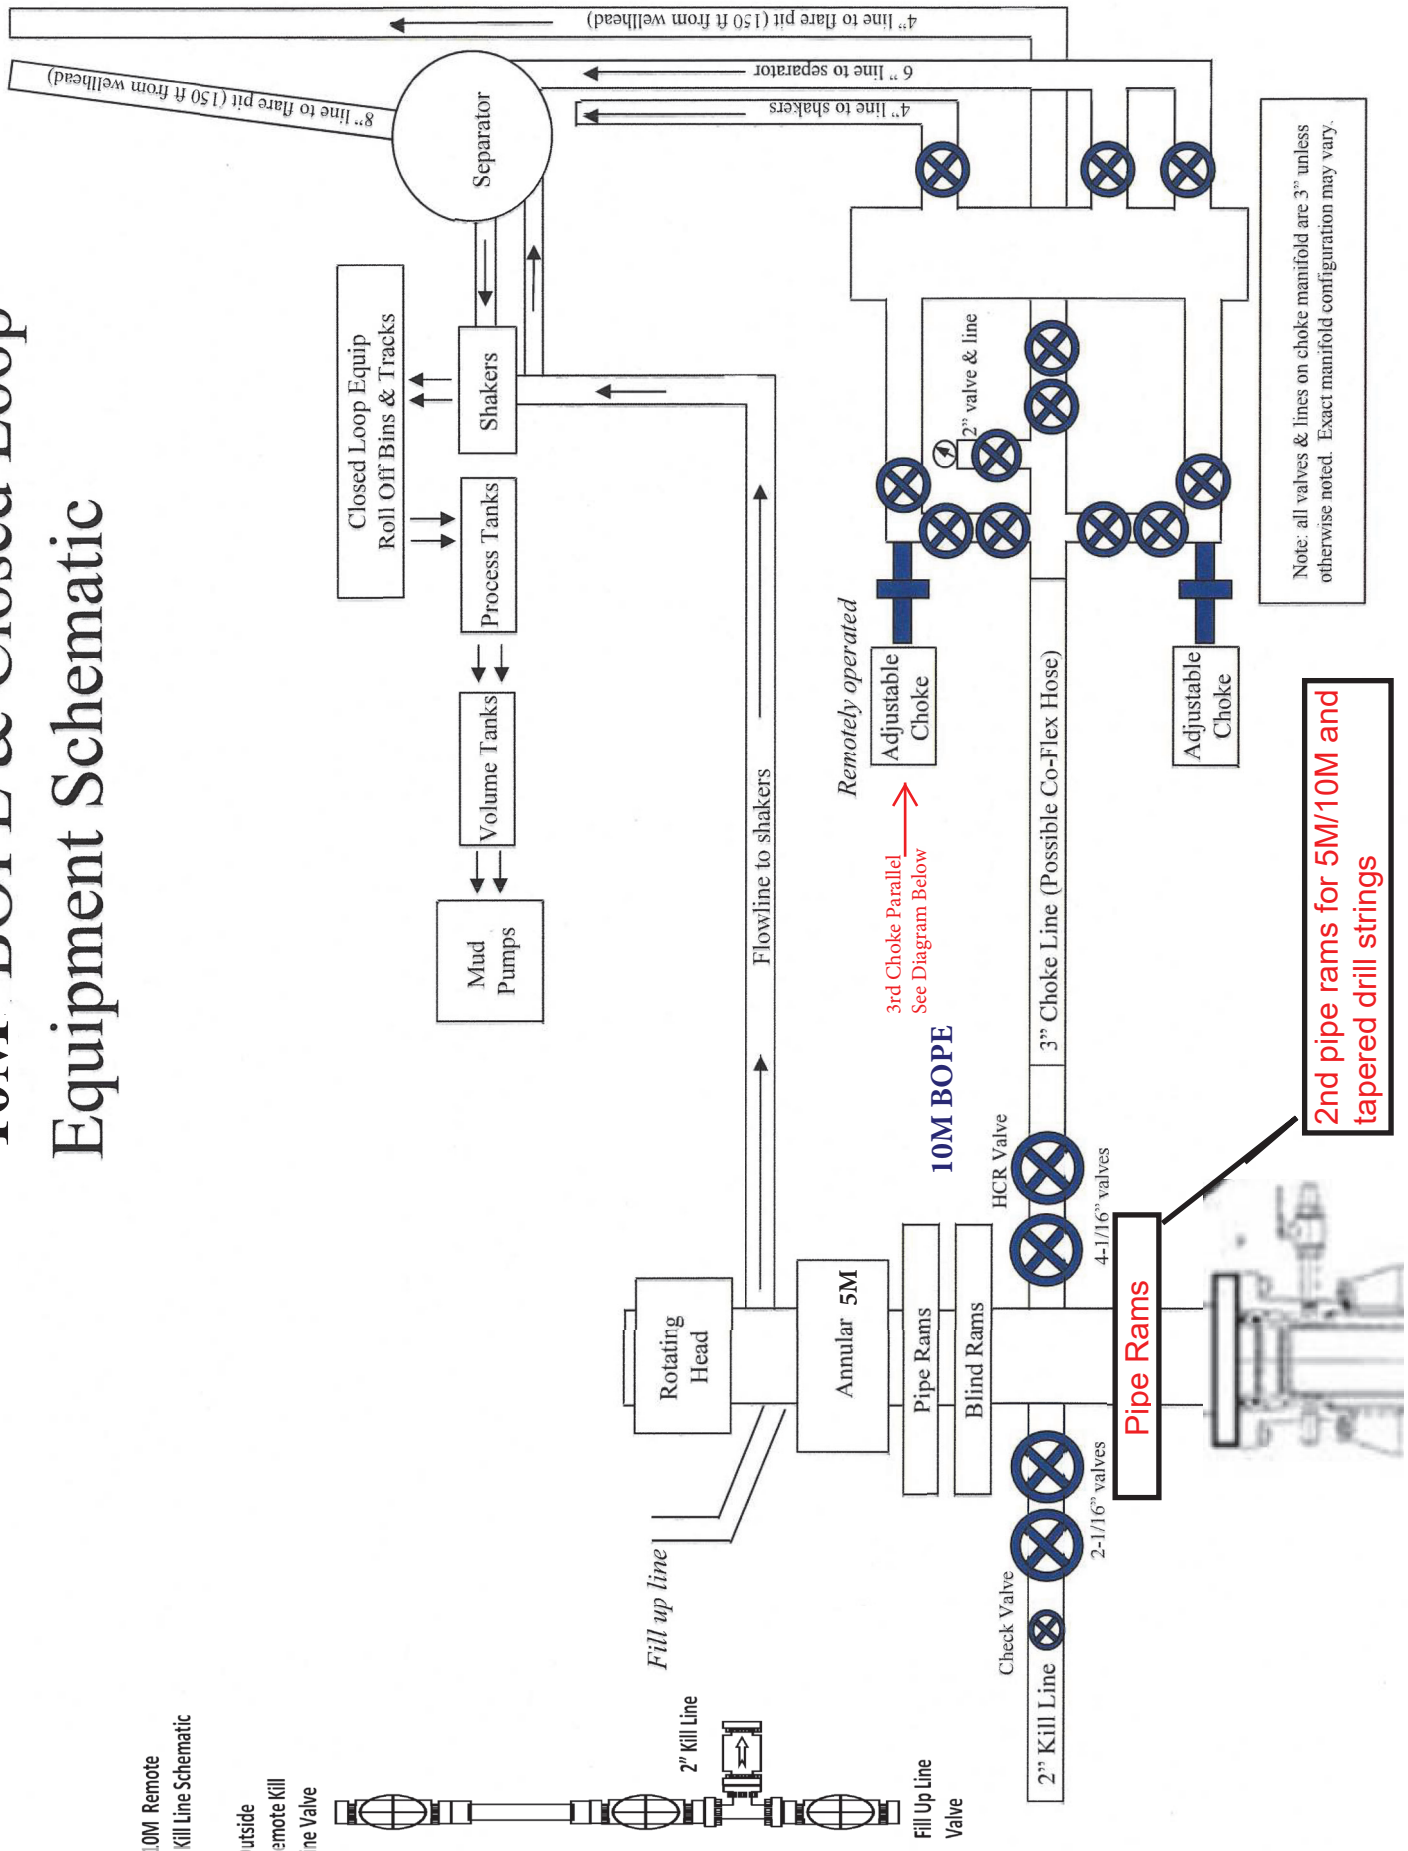 Equipment Schematic
10M Remote
Kill Line Schematic
2” Kill Line
Fill Up Line
Valve
Fill up line
Rotating
Head
Annular 5M
Pipe Rams
Blind Rams
Check Valve
2” Kill Line
2-1/16” valves
Pipe Rams
HCR Valve
4-1/16” valves
10M BOPE
2nd pipe rams for 5M/10M and
tapered drill strings
3” Choke Line (Possible Co-Flex Hose)
3rd Choke Parallel
See Diagram Below
Remotely operated
Adjustable
Choke
Adjustable
Choke
2” valve & line
Flowline to shakers
Mud
Pumps
Volume Tanks
Process Tanks
Closed Loop Equip
Roll Off Bins & Tracks
Shakers
Separator
8” line to flare pit (150 ft from wellhead)
4” line to flare pit (150 ft from wellhead)
6” line to separator
4” line to shakers
Note: all valves & lines on choke manifold are 3” unless
otherwise noted. Exact manifold configuration may vary.